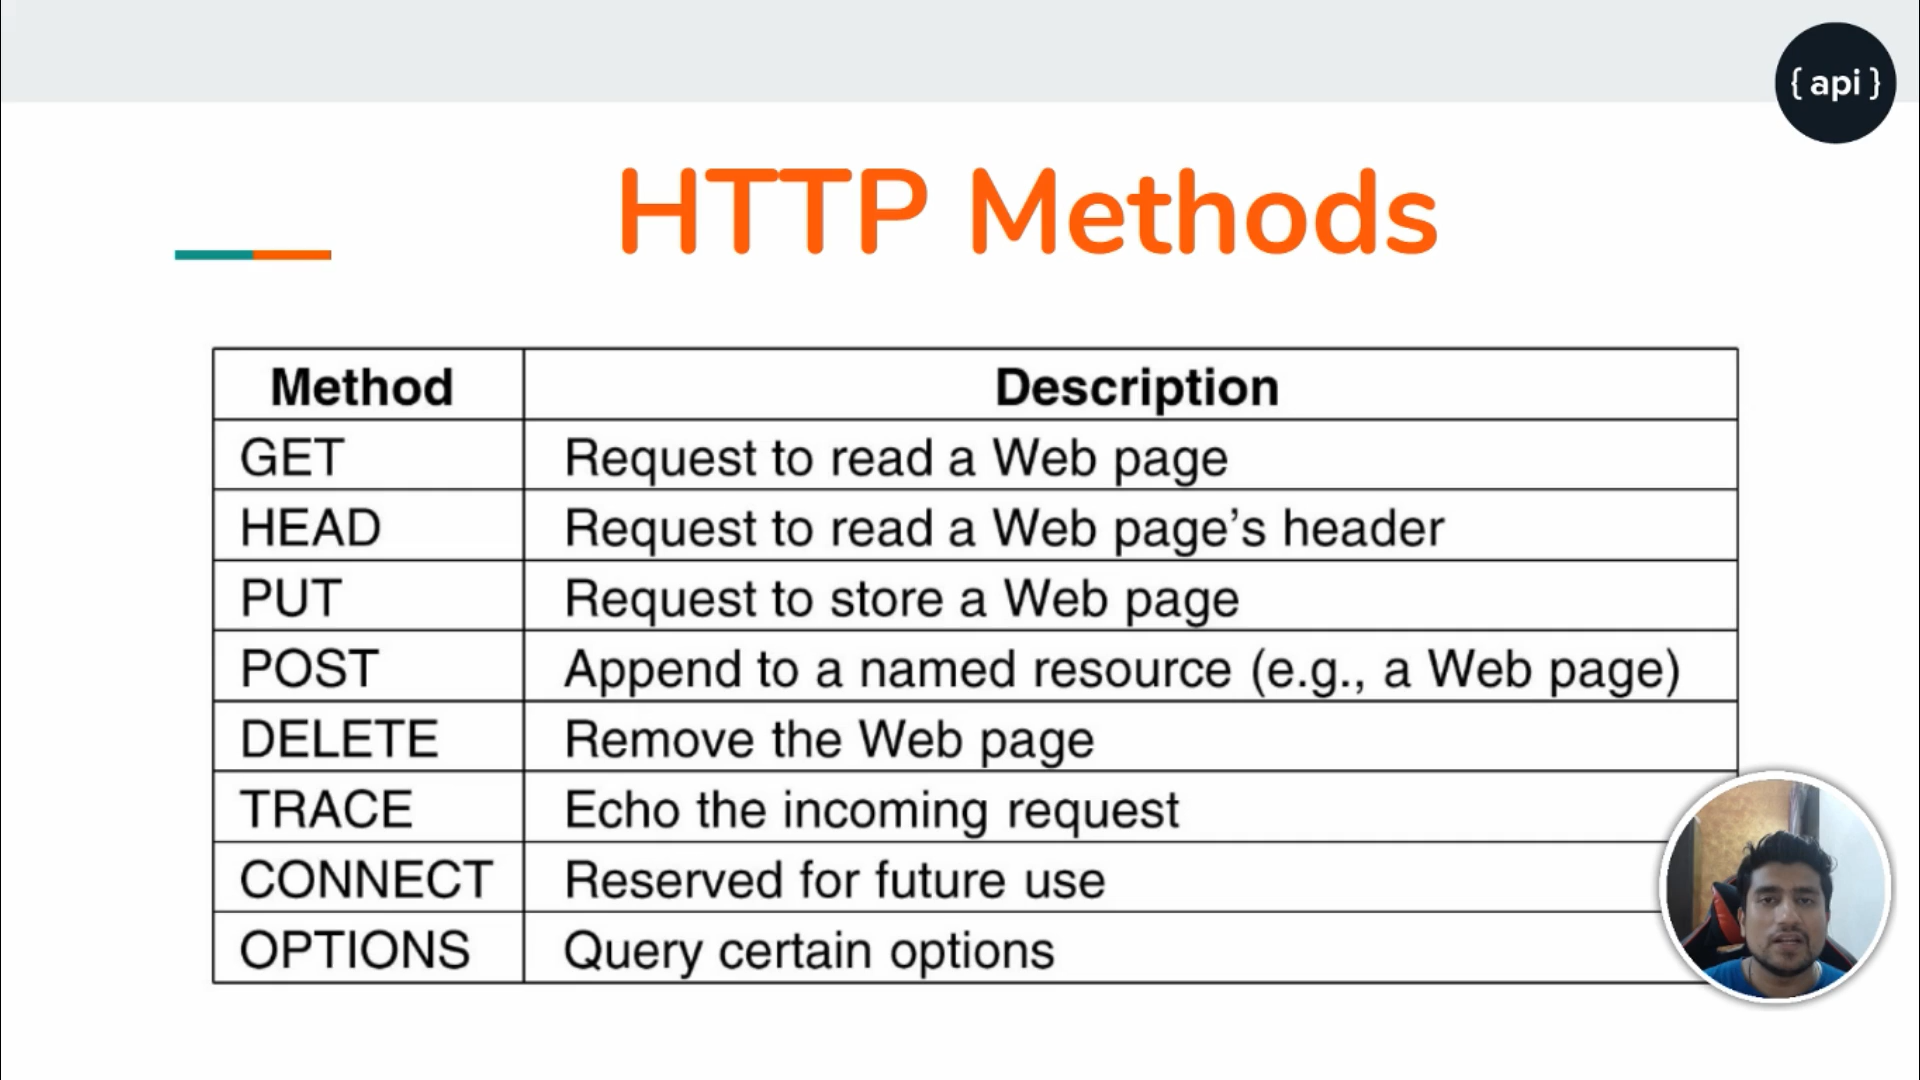 { api }
HTTP Methods
Method Description
GET Request to read a Web page
HEAD Request to read a Web page’s header
PUT Request to store a Web page
POST Append to a named resource (e.g., a Web page)
DELETE Remove the Web page
TRACE Echo the incoming request
CONNECT Reserved for future use
OPTIONS Query certain options